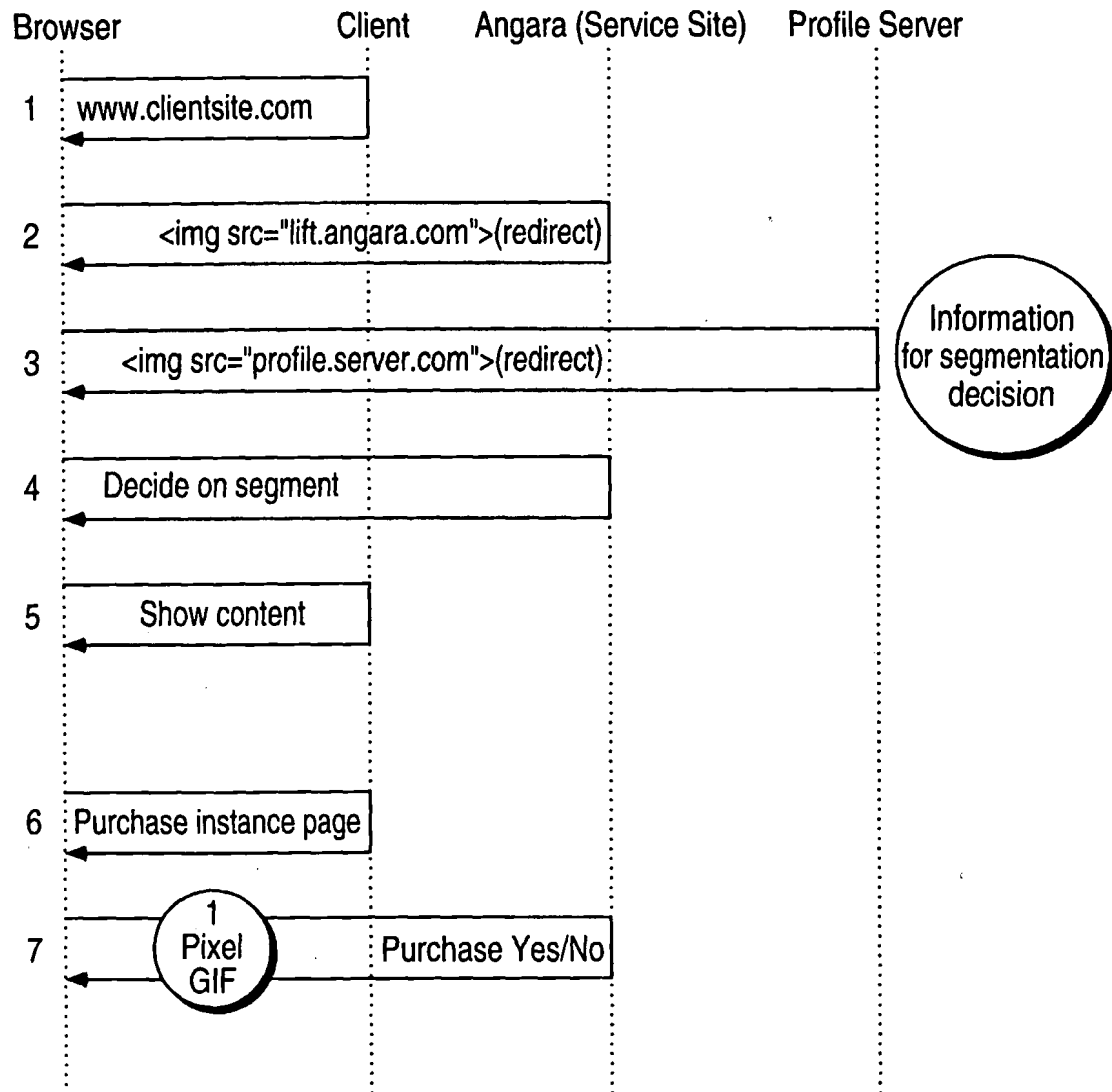 Browser Client Angara (Service Site) Profile Server
1 www.clientsite.com
2 <img src="lift.angara.com">(redirect)
3 <img src="profile.server.com">(redirect)
Information
for segmentation
decision
4 Decide on segment
5 Show content
6 Purchase instance page
7 1
Pixel
GIF
Purchase Yes/No